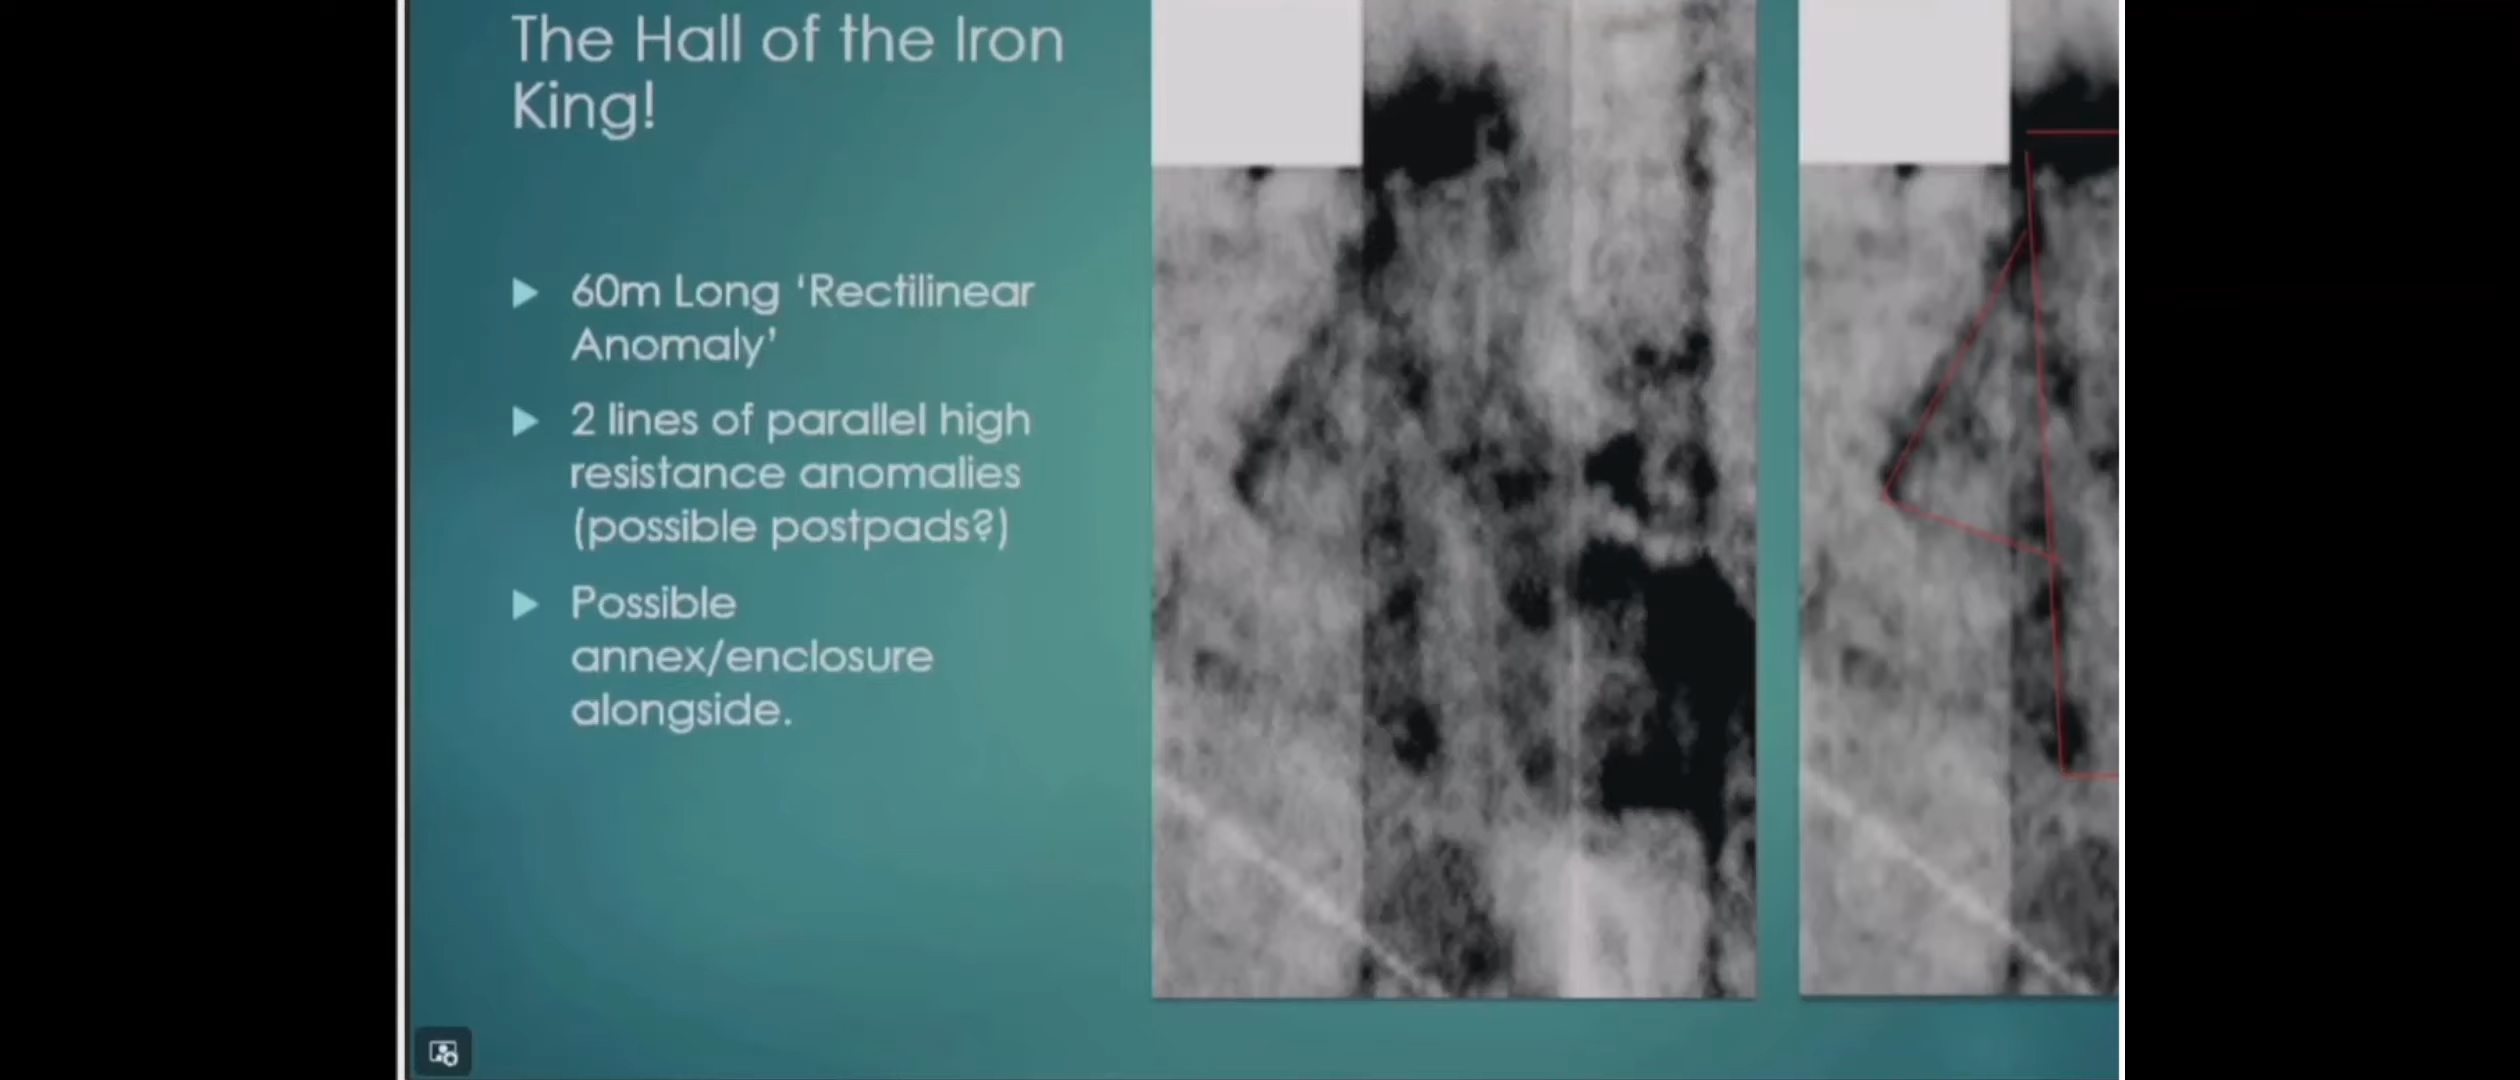 The Hall of the Iron
King!
60m Long ‘Rectilinear
Anomaly’
2 lines of parallel high
resistance anomalies
(possible postpads?)
Possible
annex/enclosure
alongside.